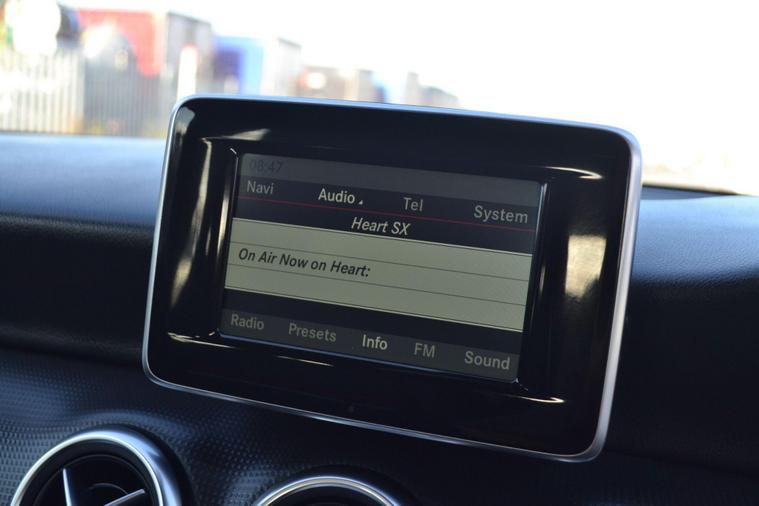 08:47
Navi Audio Tel System
Heart SX
On Air Now on Heart:
Radio Presets Info FM Sound